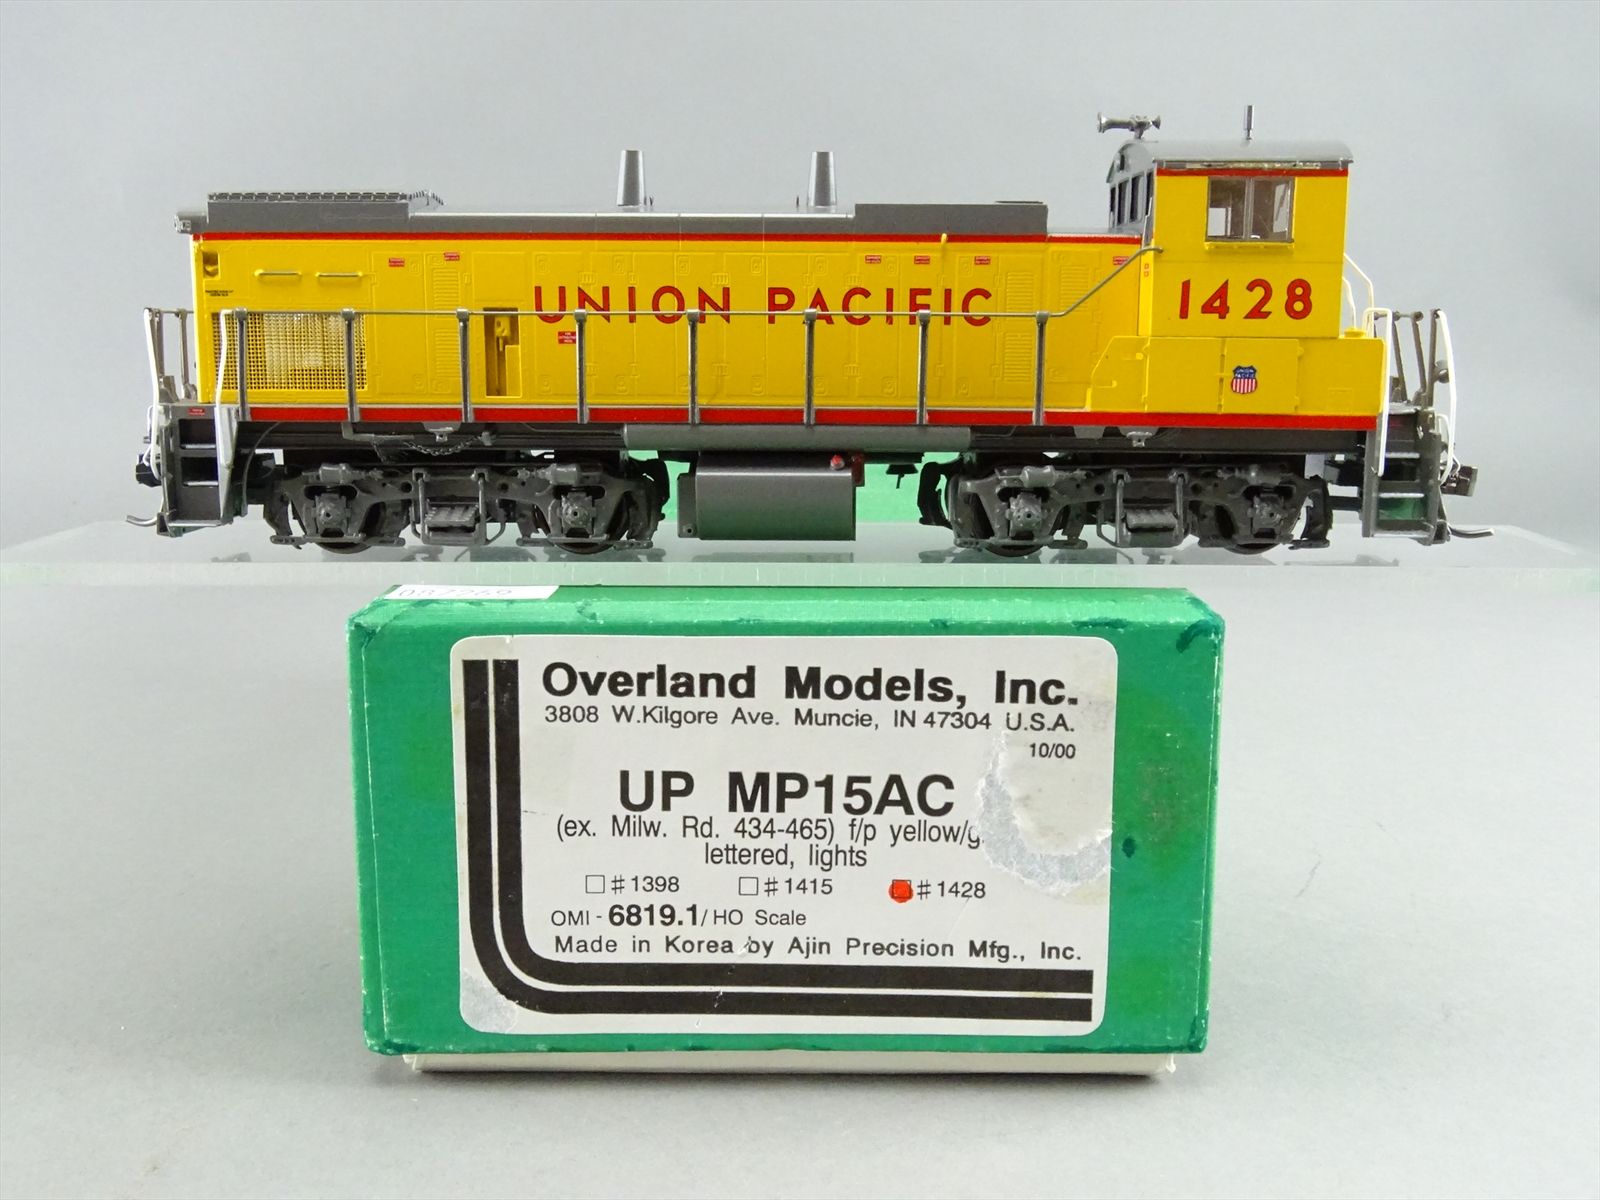 UNION PACIFIC
1428
UNION
PACIFIC
Overland Models, Inc.
3808 W.Kilgore Ave. Muncie, IN 47304 U.S.A.
10/00
UP MP15AC
(ex. Milw. Rd. 434-465) f/p yellow/g
lettered, lights
#1398 #1415 #1428
OMI - 6819.1/ HO Scale
Made in Korea by Ajin Precision Mfg., Inc.